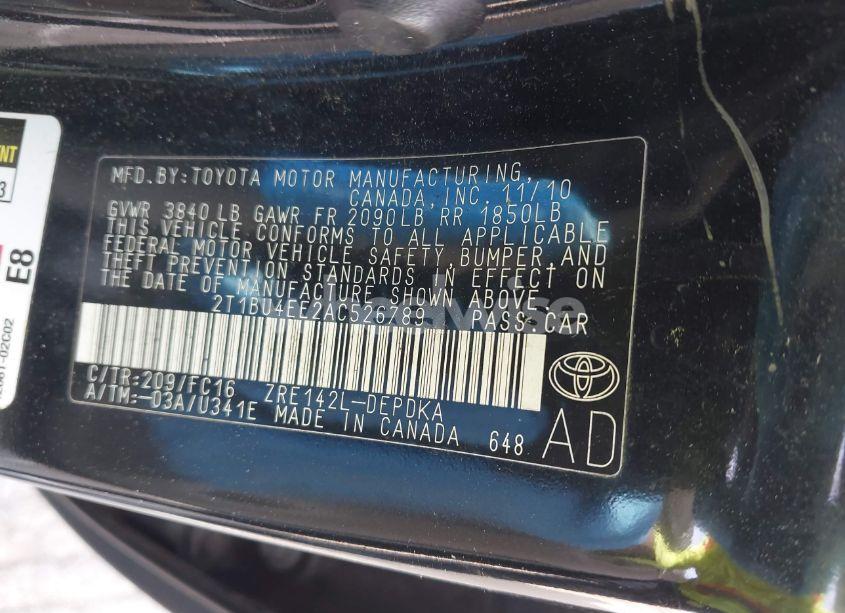 ENT
3
E8
MFD.BY:TOYOTA MOTOR MANUFACTURING,
CANADA, INC. 11/10
GVWR 3840 LB GAWR FR 2090LB RR 1850LB
THIS VEHICLE CONFORMS TO ALL APPLICABLE
FEDERAL MOTOR VEHICLE SAFETY, BUMPER, AND
THEFT PREVENTION STANDARDS IN EFFECT ON
THE DATE OF MANUFACTURE SHOWN ABOVE.
2T1BU4EE2AC526789 PASS.CAR
C/TR:209/FC16 ZRE142L-DEPDKA
A/TM:-03A/U341E MADE IN CANADA 648
AD